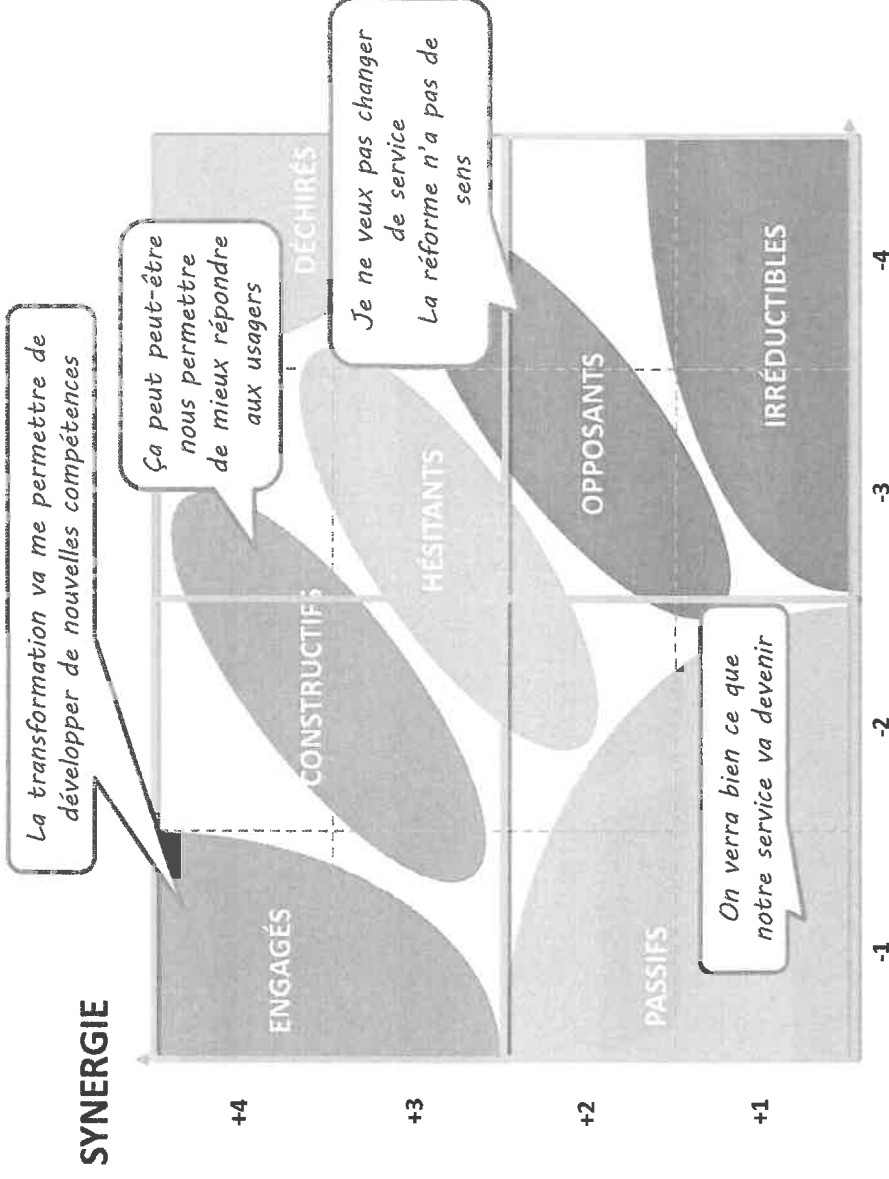 SYNERGIE
La transformation va me permettre de
développer de nouvelles compétences
Ça peut peut-être
nous permettre
de mieux répondre
aux usagers
Je ne veux pas changer
de service
La réforme n'a pas de
sens
On verra bien ce que
notre service va devenir
ENGAGÉS
CONSTRUCTIFS
DÉCHIRÉS
HÉSITANTS
OPPOSANTS
PASSIFS
IRRÉDUCTIBLES
+4
+3
+2
+1
-1
-2
-3
-4